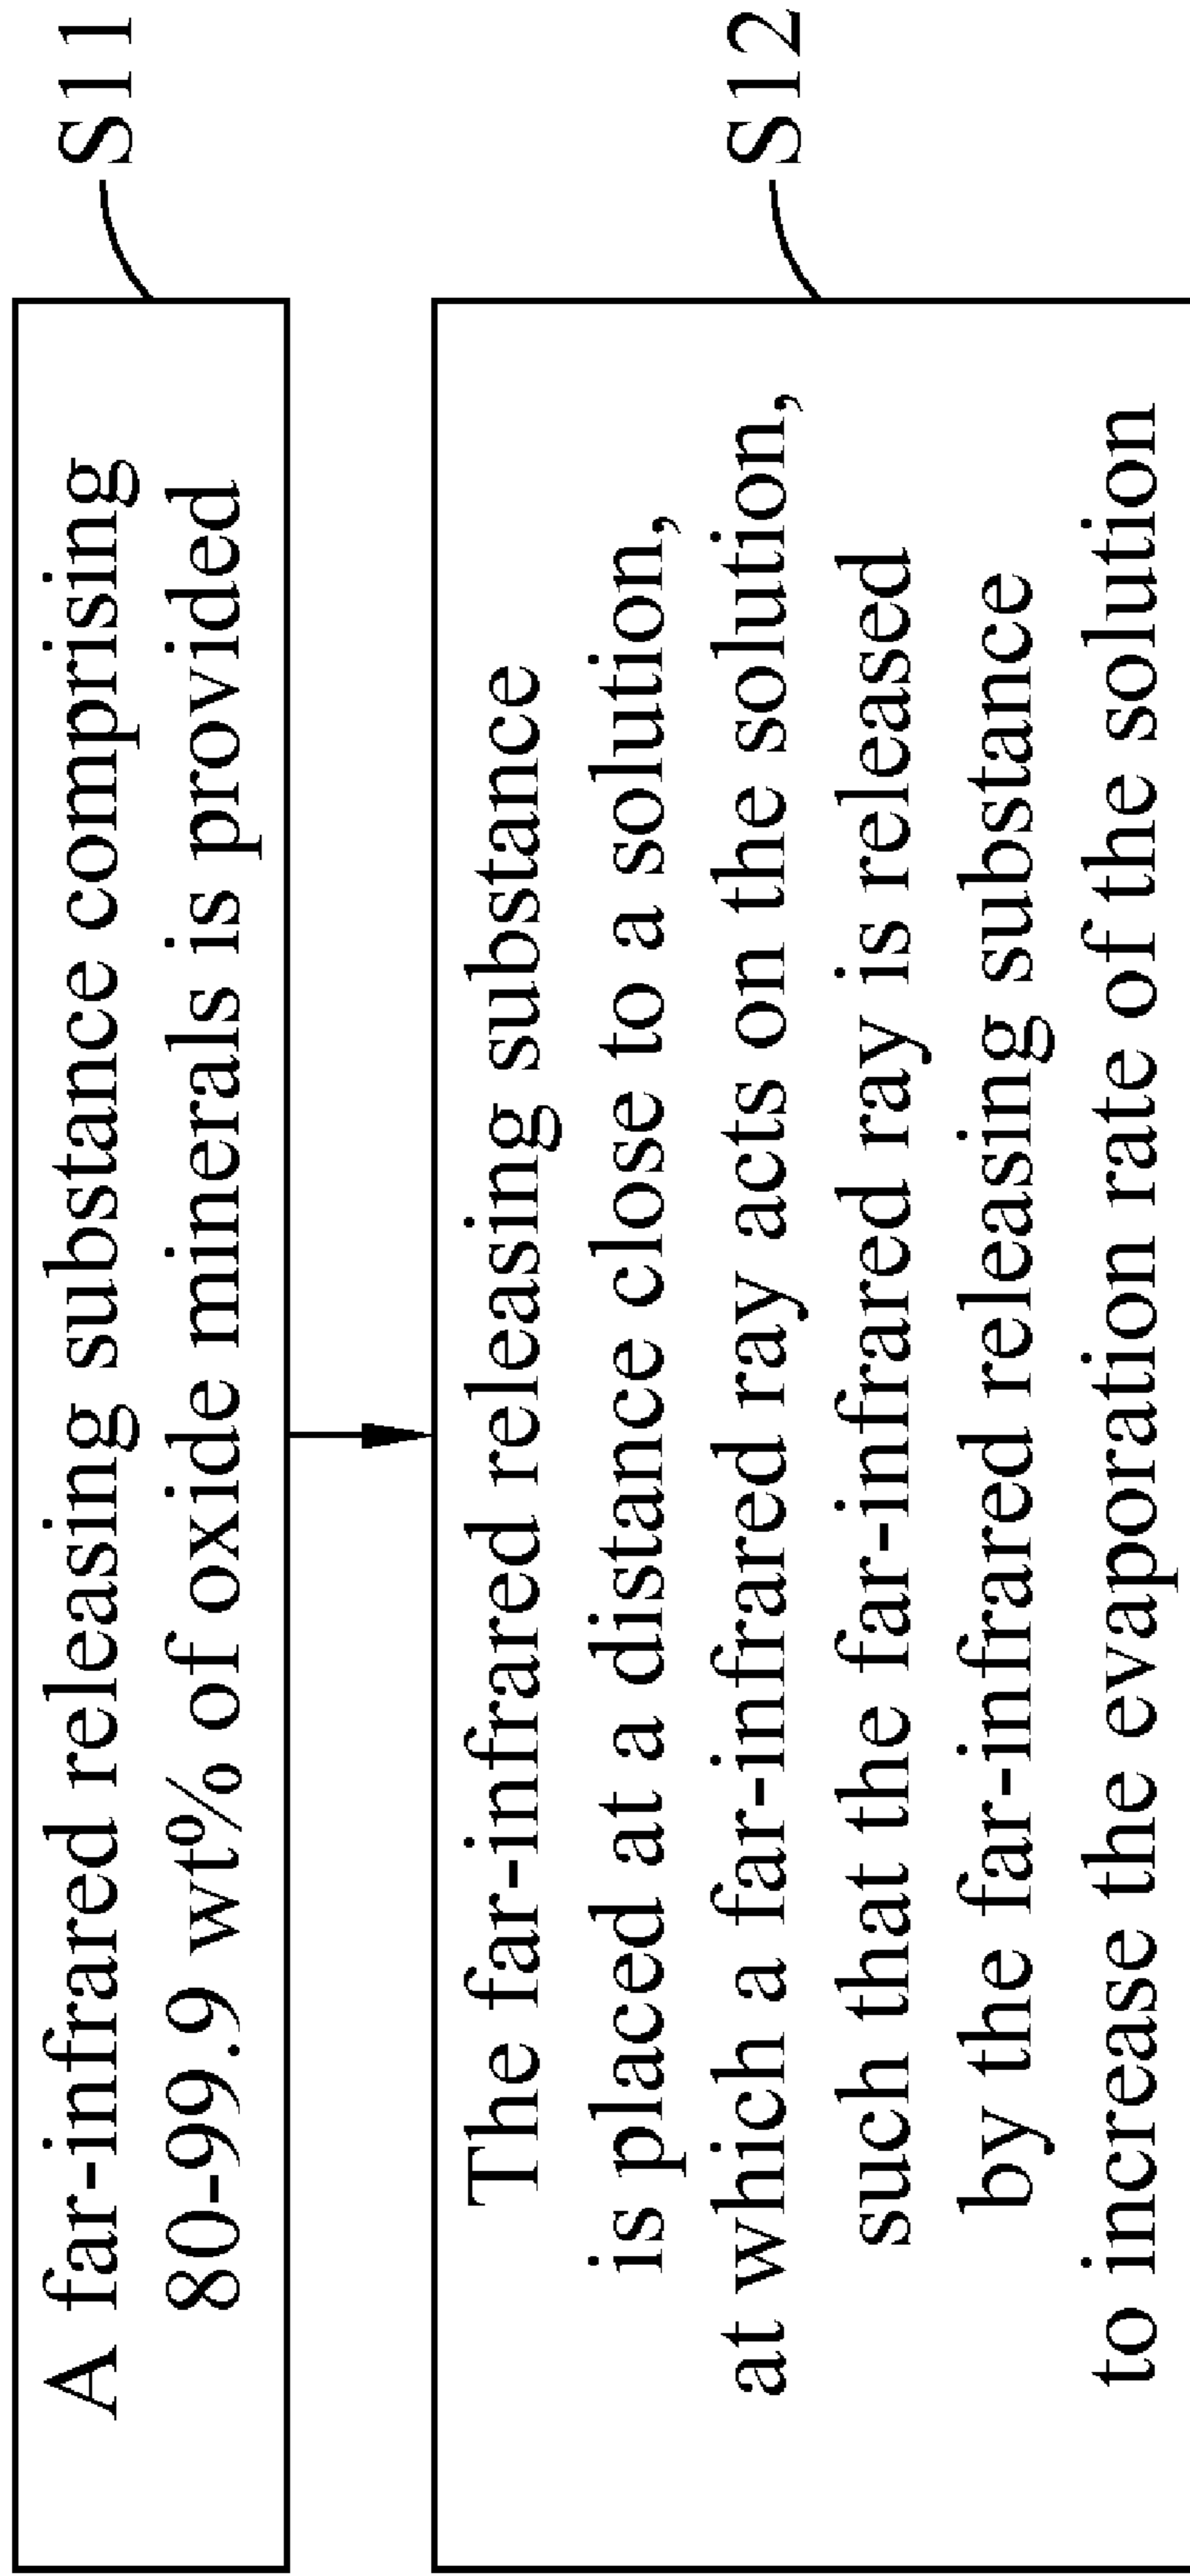 A far-infrared releasing substance comprising
80-99.9 wt% of oxide minerals is provided
S11
The far-infrared releasing substance
is placed at a distance close to a solution,
at which a far-infrared ray acts on the solution,
such that the far-infrared ray is released
by the far-infrared releasing substance
to increase the evaporation rate of the solution
S12